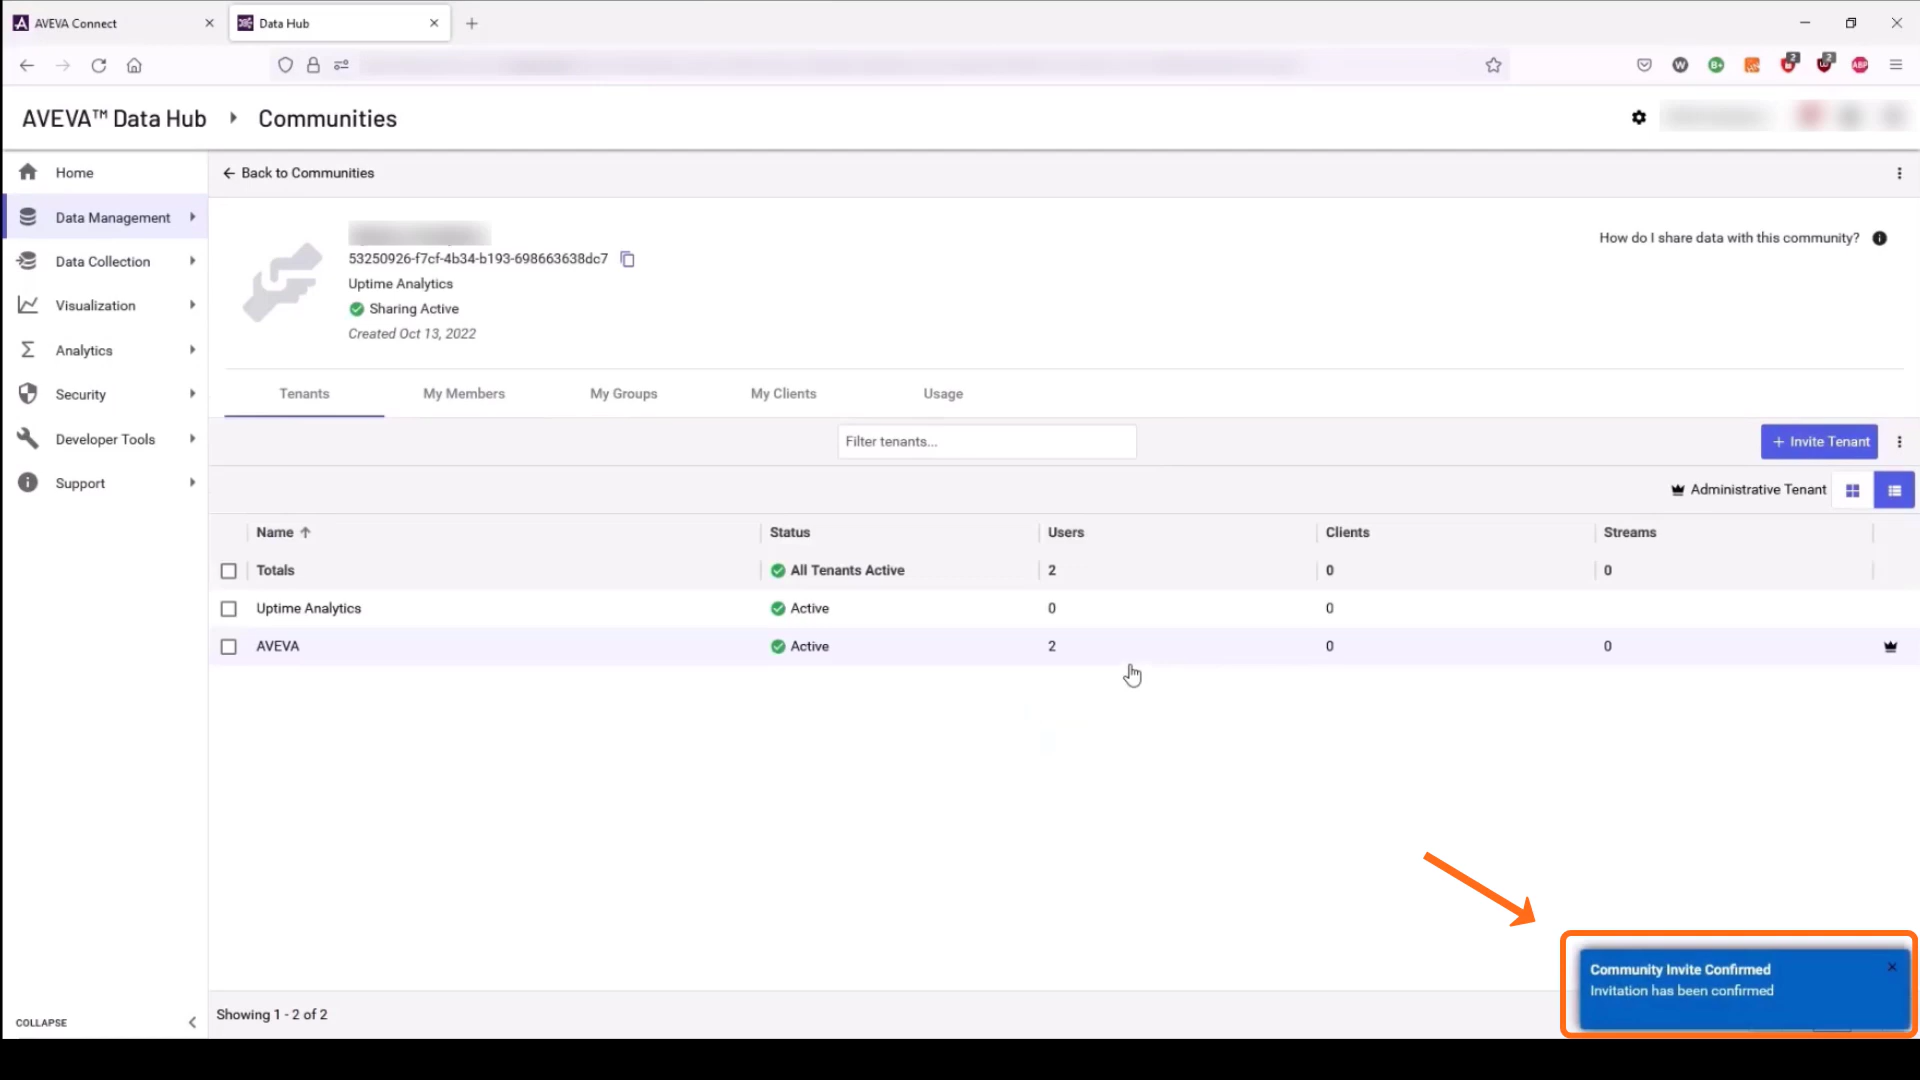 AVEVA Connect
Data Hub
2
2
ABP
AVEVA™ Data Hub
Communities
Home
Back to Communities
Data Management
Data Collection
Visualization
Analytics
Security
Developer Tools
Support
53250926-f7cf-4b34-b193-698663638dc7
Uptime Analytics
Sharing Active
Created Oct 13, 2022
How do I share data with this community?
Tenants My Members My Groups My Clients Usage
Filter tenants...
+ Invite Tenant
Administrative Tenant
Name Status Users Clients Streams
Totals All Tenants Active 2 0 0
Uptime Analytics Active 0 0
AVEVA Active 2 0 0
Community Invite Confirmed
Invitation has been confirmed
Showing 1 - 2 of 2
COLLAPSE